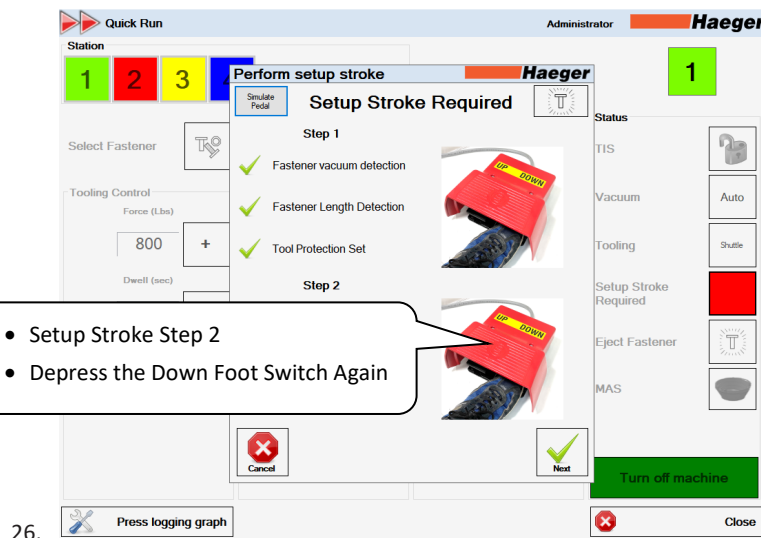 Quick Run
Administrator
Haeger
Station
1
2
3
Perform setup stroke
Haeger
Simulate
Pedal
Setup Stroke Required
T
1
Step 1
Status
Select Fastener
Fastener vacuum detection
UP DOWN
TIS
Tooling Control
Force (Lbs)
Fastener Length Detection
Vacuum
Auto
800
+
Tool Protection Set
Tooling
Shuttle
Dwell (sec)
Step 2
Setup Stroke
Required
• Setup Stroke Step 2
UP DOWN
Eject Fastener
T
• Depress the Down Foot Switch Again
MAS
Cancel
Next
Turn off machine
26.
Press logging graph
Close